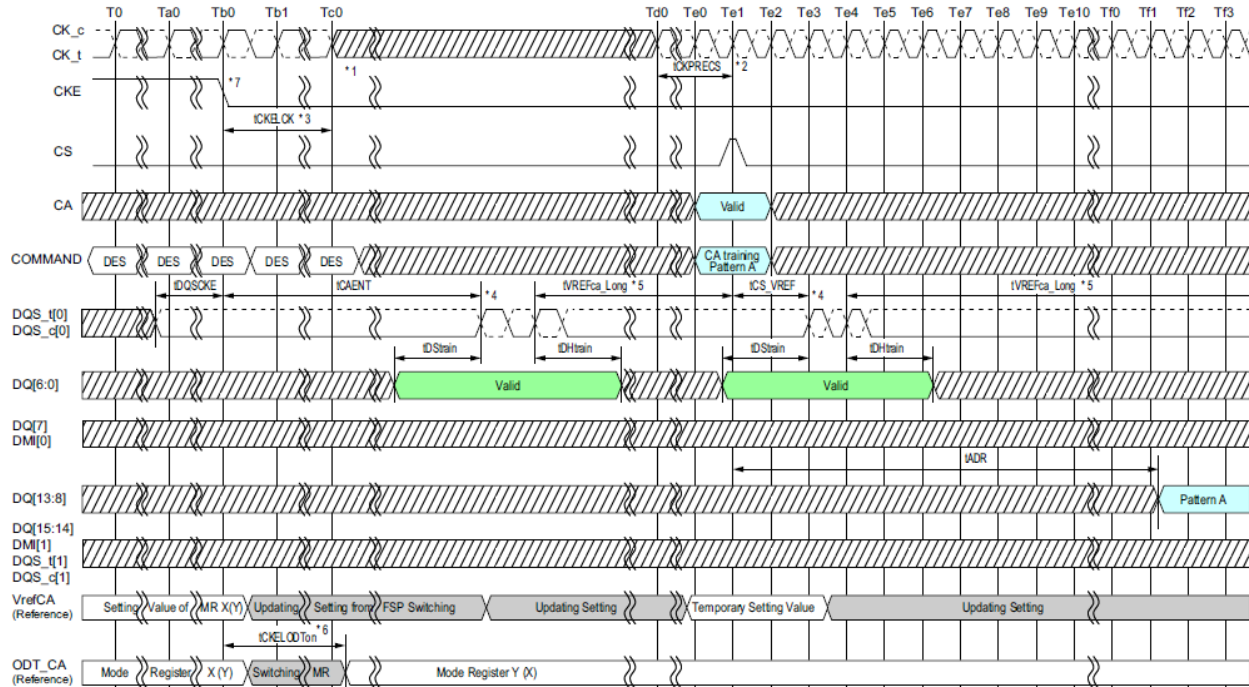 T0 Ta0 Tb0 Tb1 Tc0 Td0 Te0 Te1 Te2 Te3 Te4 Te5 Te6 Te7 Te8 Te9 Te10 Tf0 Tf1 Tf2 Tf3
CK_c
CK_t
*1
tCKPRECS *2
CKE
*7
tCKELCK *3
CS
CA
Valid
COMMAND
DES DES DES DES DES
CA training
Pattern A
tDQSCKE tCAENT *4 tVREFca_Long *5 tCS_VREF *4 tVREFca_Long *5
DQS_t[0]
DQS_c[0]
tDStrain tDHtrain tDStrain tDHtrain
DQ[6:0]
Valid Valid
DQ[7]
DMI[0]
tADR
DQ[13:8]
Pattern A
DQ[15:14]
DMI[1]
DQS_t[1]
DQS_c[1]
VrefCA
(Reference)
Setting Value of MR X(Y) Updating Setting from FSP Switching Updating Setting Temporary Setting Value Updating Setting
tCKELODTon *6
ODT_CA
(Reference)
Mode Register X (Y) Switching MR Mode Register Y (X)